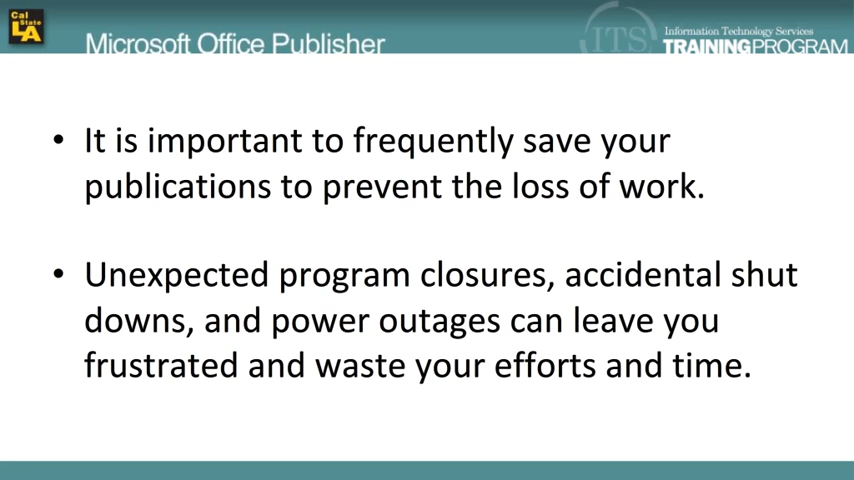 Cal
State
LA
Microsoft Office Publisher
ITS
Information Technology Services
TRAININGPROGRAM
• It is important to frequently save your
publications to prevent the loss of work.
• Unexpected program closures, accidental shut
downs, and power outages can leave you
frustrated and waste your efforts and time.